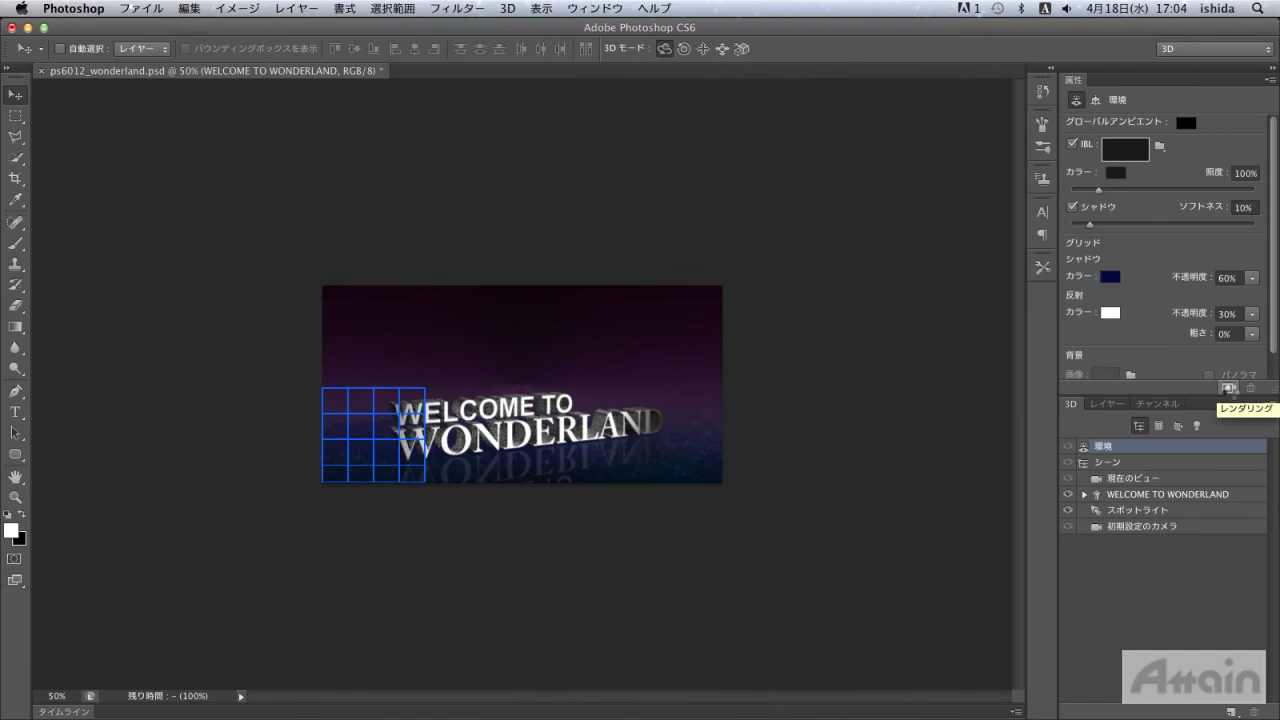 Photoshop ファイル 編集 イメージ レイヤー 書式 選択範囲 フィルター 3D 表示 ウィンドウ ヘルプ 1 A 4月18日(水) 17:04 ishida
Adobe Photoshop CS6
自動選択: レイヤー バウンディングボックスを表示 3D モード: 3D
× ps6012_wonderland.psd @ 50% (WELCOME TO WONDERLAND, RGB/8) *
属性
環境
グローバルアンビエント:
IBL
カラー: 照度: 100%
シャドウ ソフトネス: 10%
グリッド
シャドウ
カラー: 不透明度: 60%
反射
カラー: 不透明度: 30%
粗さ: 0%
背景
画像: パノラマ
レンダリング
3D レイヤー チャンネル
環境
シーン
現在のビュー
WELCOME TO WONDERLAND
スポットライト
初期設定のカメラ
WELCOME TO
WONDERLAND
50% 残り時間: - (100%)
タイムライン
Attain